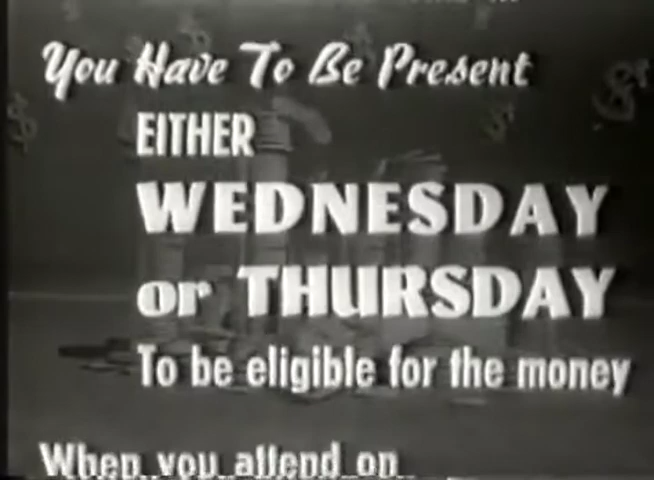 You Have To Be Present
EITHER
WEDNESDAY
or THURSDAY
To be eligible for the money
When you attend on